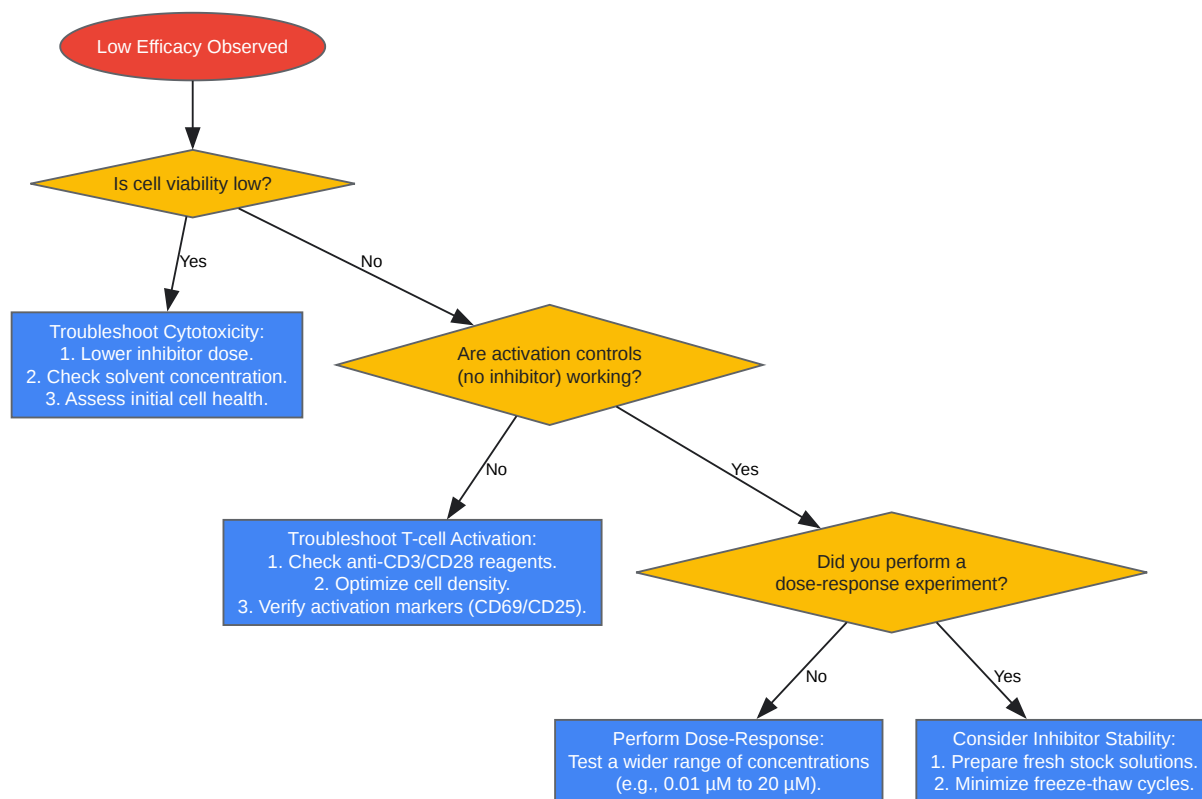 Low Efficacy Observed
Is cell viability low?
Yes
No
Troubleshoot Cytotoxicity:
1. Lower inhibitor dose.
2. Check solvent concentration.
3. Assess initial cell health.
Are activation controls
(no inhibitor) working?
No
Yes
Troubleshoot T-cell Activation:
1. Check anti-CD3/CD28 reagents.
2. Optimize cell density.
3. Verify activation markers (CD69/CD25).
Did you perform a
dose-response experiment?
No
Yes
Perform Dose-Response:
Test a wider range of concentrations
(e.g., 0.01 µM to 20 µM).
Consider Inhibitor Stability:
1. Prepare fresh stock solutions.
2. Minimize freeze-thaw cycles.